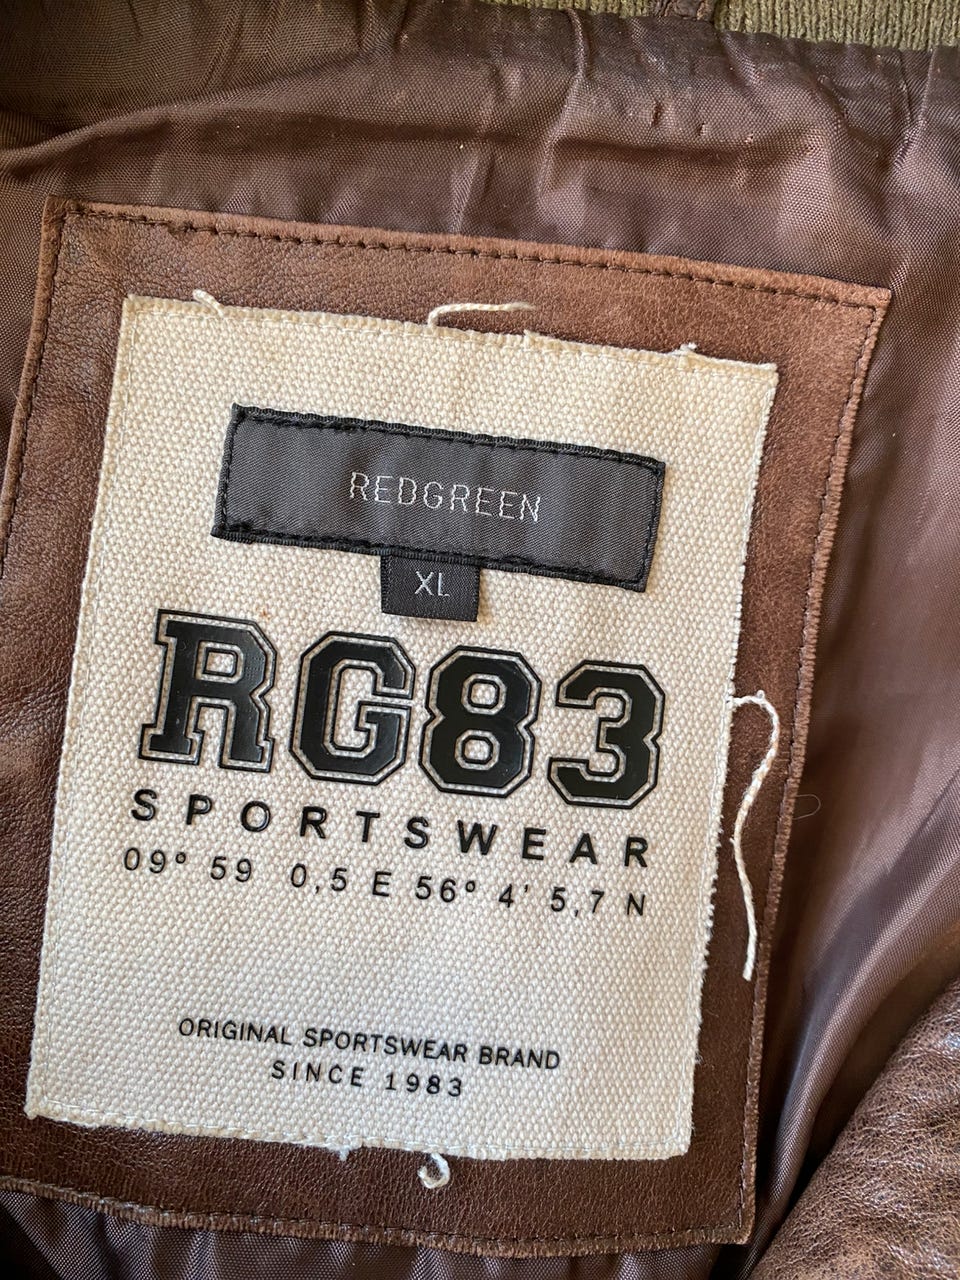 REDGREEN
XL
RG83
SPORTSWEAR
09° 59 0,5 E 56° 4' 5,7 N
ORIGINAL SPORTSWEAR BRAND
SINCE 1983